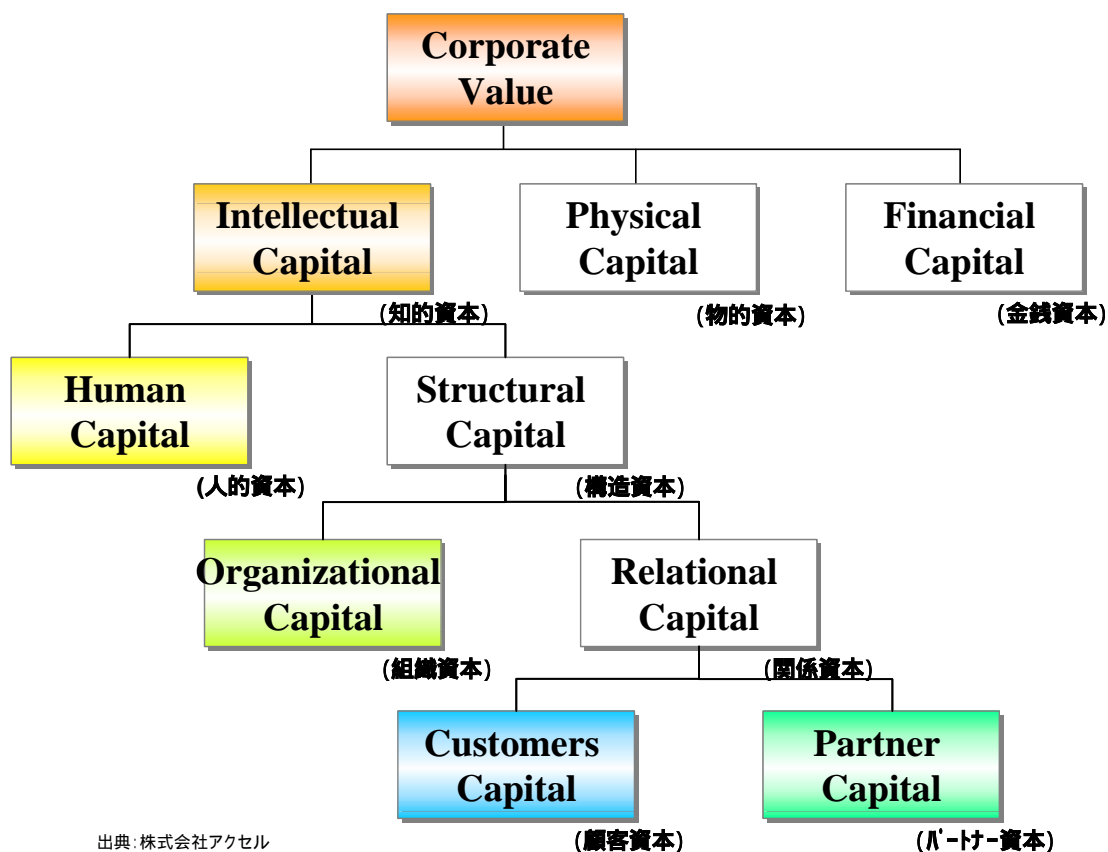 Corporate
Value
Intellectual
Capital
Physical
Capital
Financial
Capital
(知的資本)
(物的資本)
(金銭資本)
Human
Capital
Structural
Capital
(人的資本)
(構造資本)
Organizational
Capital
Relational
Capital
(組織資本)
(関係資本)
Customers
Capital
Partner
Capital
出典:株式会社アクセル
(顧客資本)
(パートナー資本)